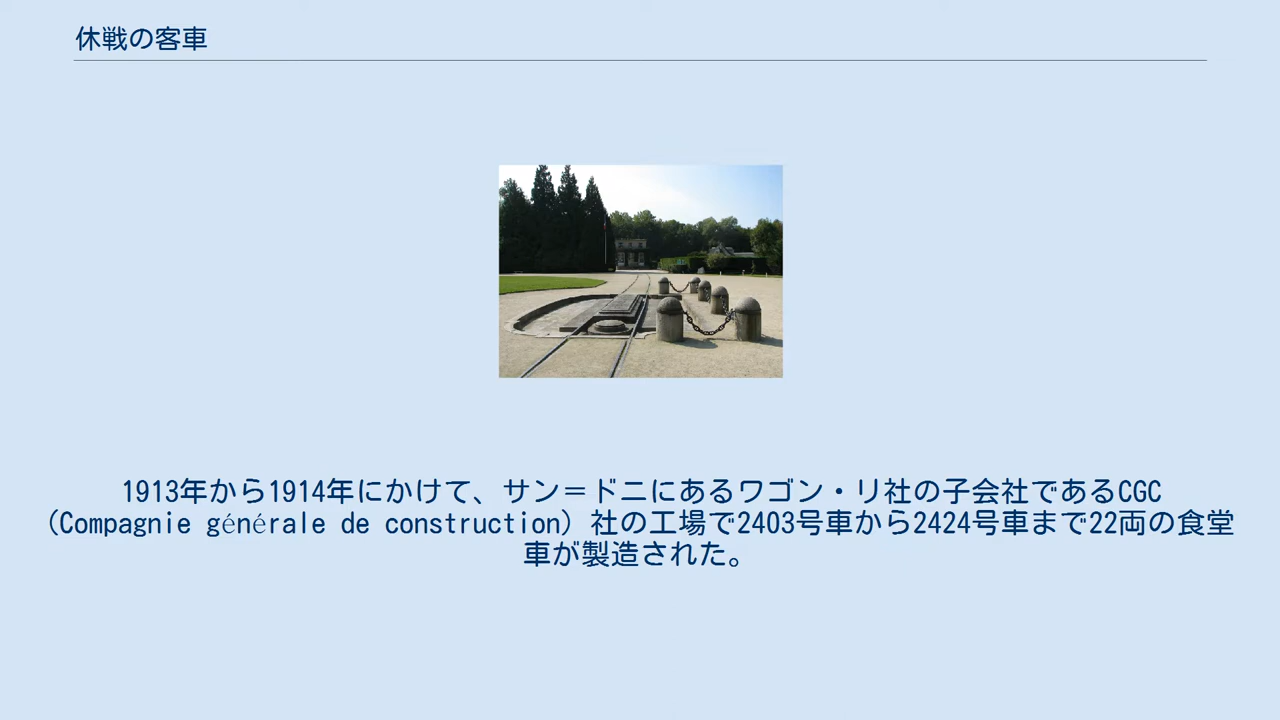 休戦の客車
1913年から1914年にかけて、サン＝ドニにあるワゴン・リ社の子会社であるCGC
（Compagnie générale de construction）社の工場で2403号車から2424号車まで22両の食堂
車が製造された。